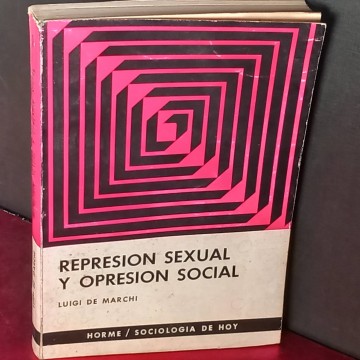 REPRESION SEXUAL
Y OPRESION SOCIAL
LUIGI DE MARCHI
HORME / SOCIOLOGIA DE HOY